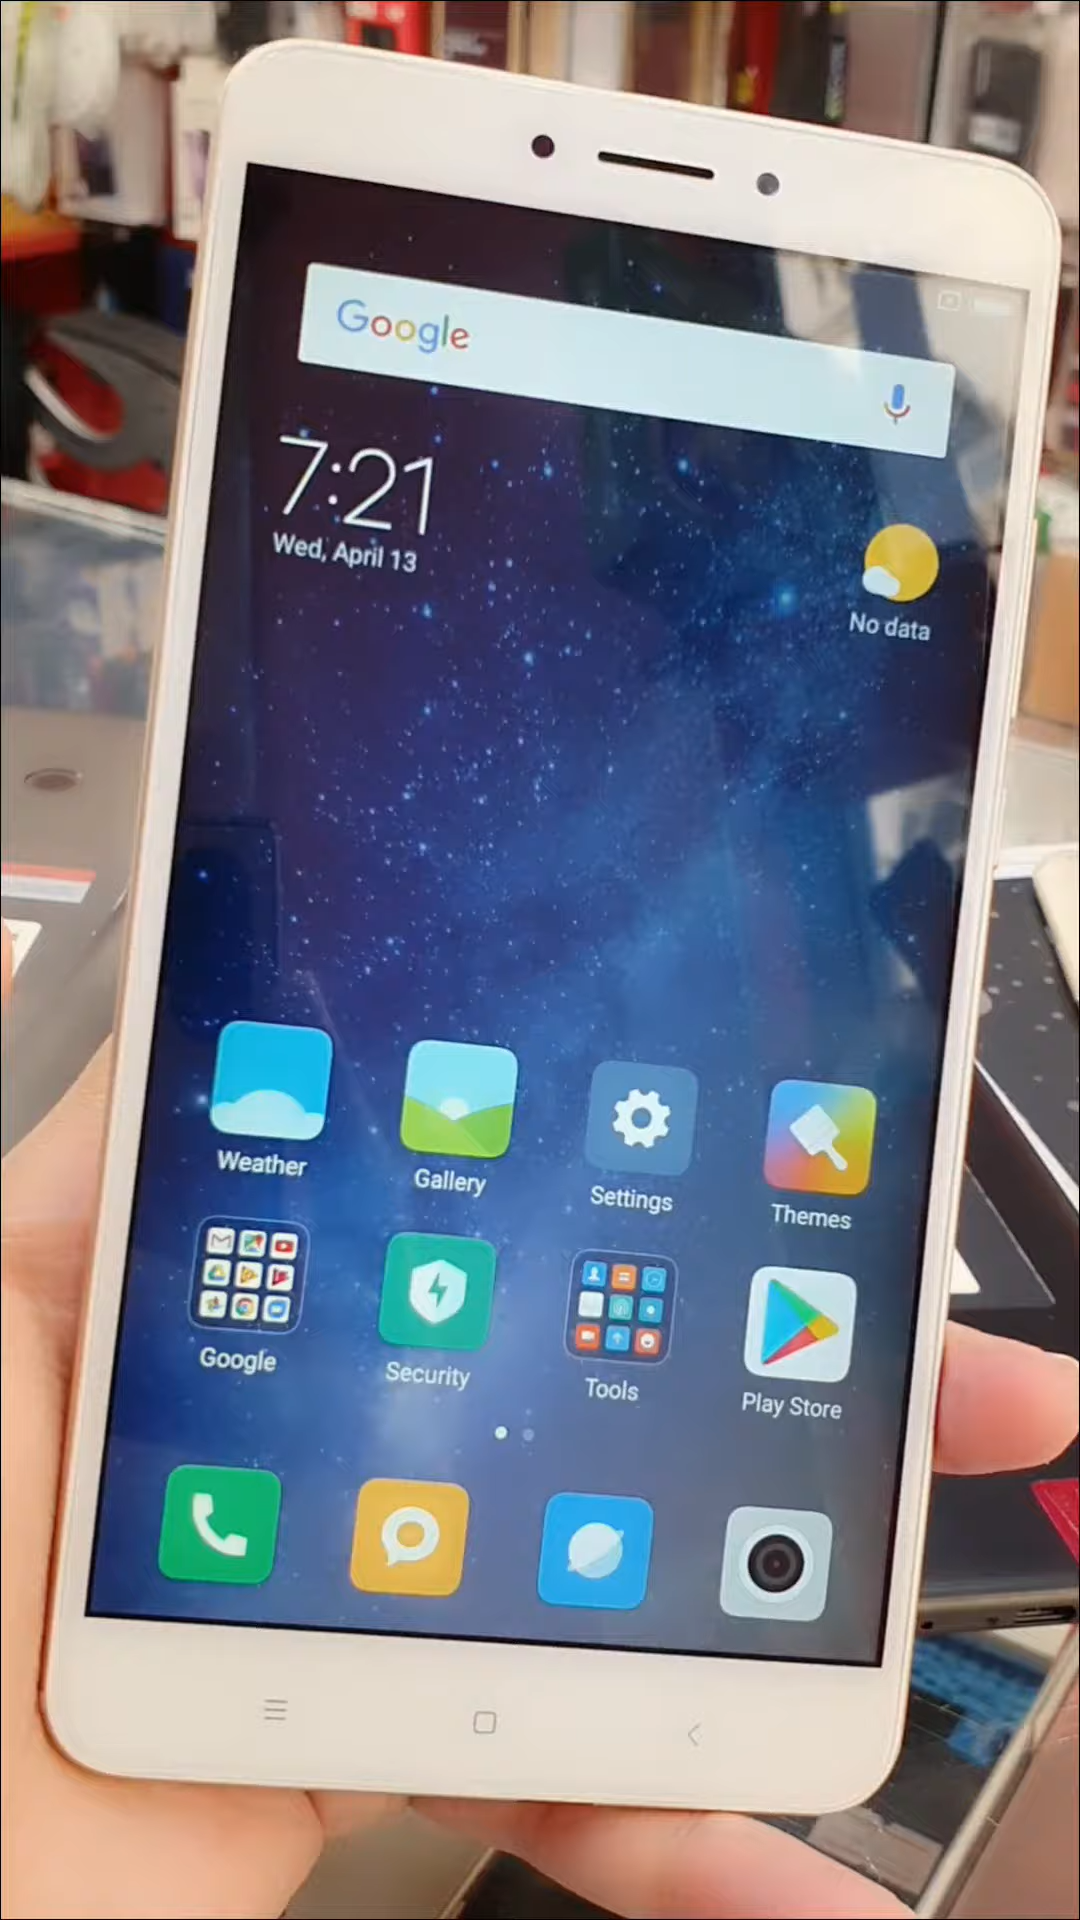 Google
7:21
Wed, April 13
No data
Weather
Gallery
Settings
Themes
Google
Security
Tools
Play Store